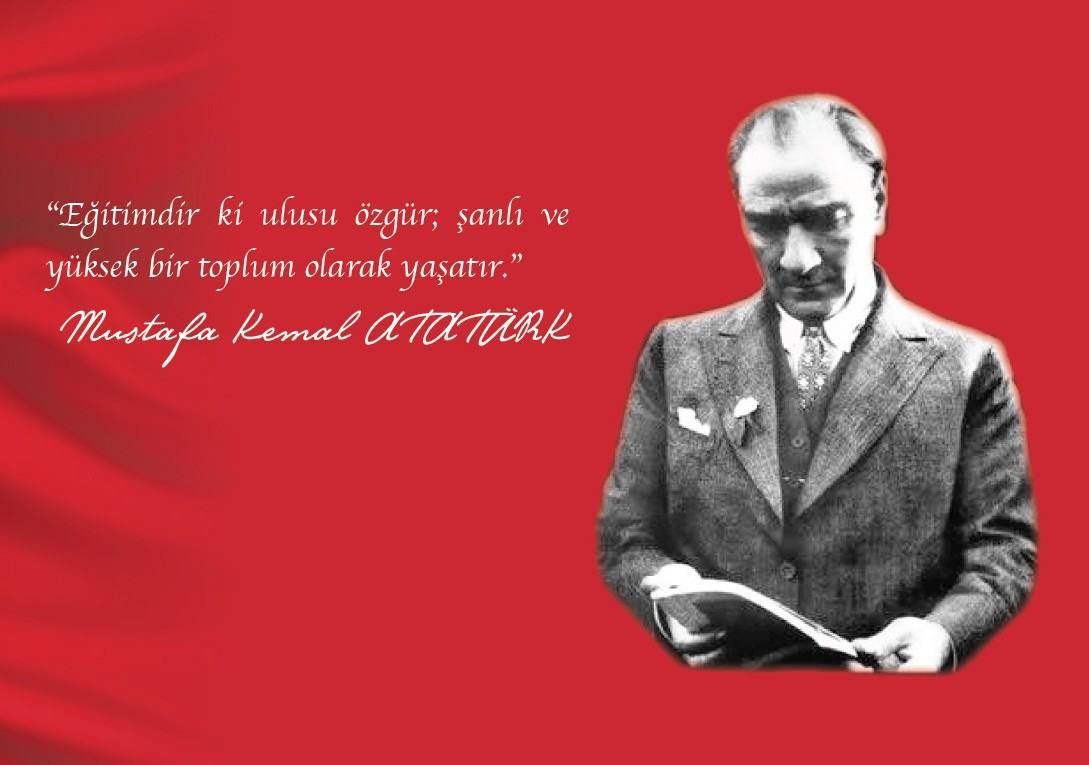 “Eğitimdir ki ulusu özgür; şanlı ve
yüksek bir toplum olarak yaşatır.”
Mustafa Kemal ATATÜRK